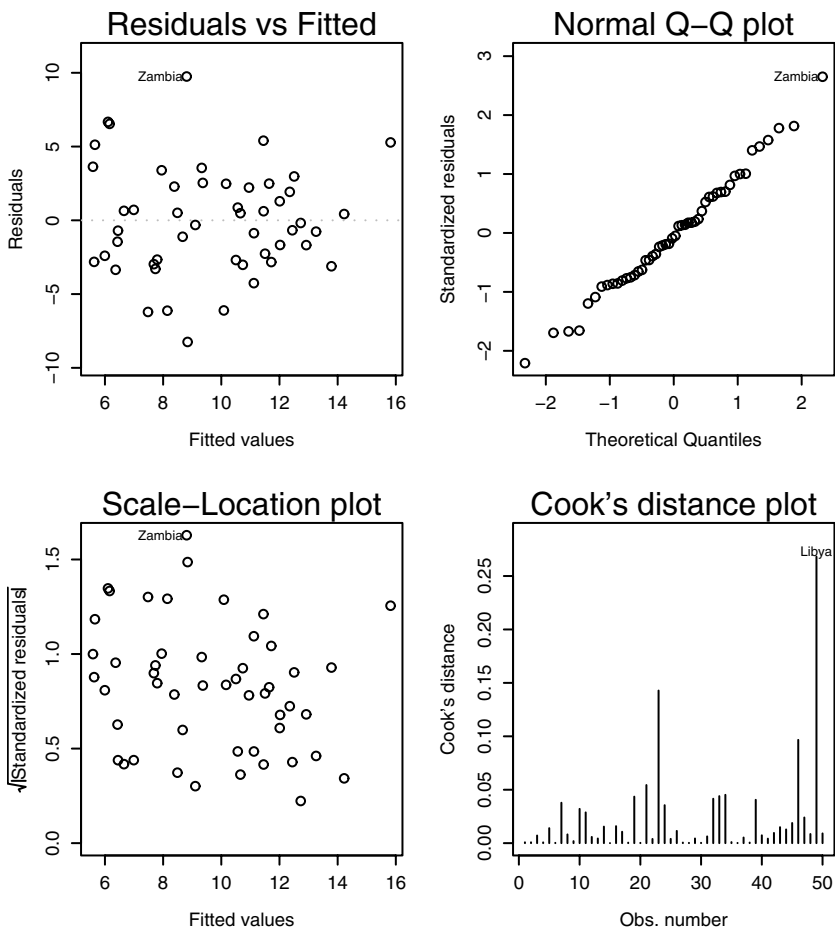 Residuals vs Fitted
Residuals
10
5
0
−5
−10
Zambia
6 8 10 12 14 16
Fitted values
Normal Q−Q plot
Standardized residuals
3
2
1
0
−1
−2
Zambia
−2 −1 0 1 2
Theoretical Quantiles
Scale−Location plot
√|Standardized residuals|
1.5
1.0
0.5
0.0
Zambia
6 8 10 12 14 16
Fitted values
Cook's distance plot
Cook's distance
0.25
0.20
0.15
0.10
0.05
0.00
Libya
0 10 20 30 40 50
Obs. number